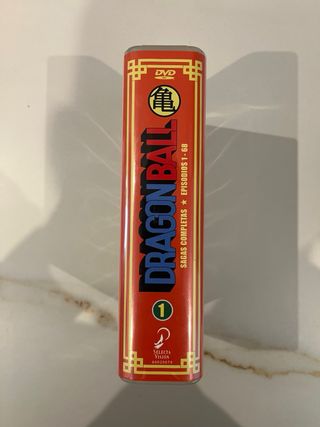 DVD
亀
DRAGON BALL
SAGAS COMPLETAS ★ EPISODIOS 1 - 68
1
SELECTA
VISIÓN